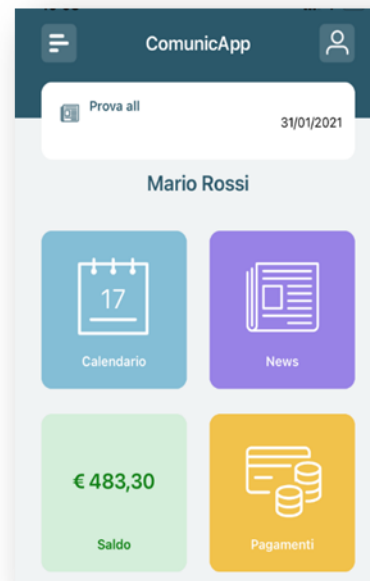 ComunicApp
Prova all
31/01/2021
Mario Rossi
17
Calendario
News
€ 483,30
Saldo
Pagamenti